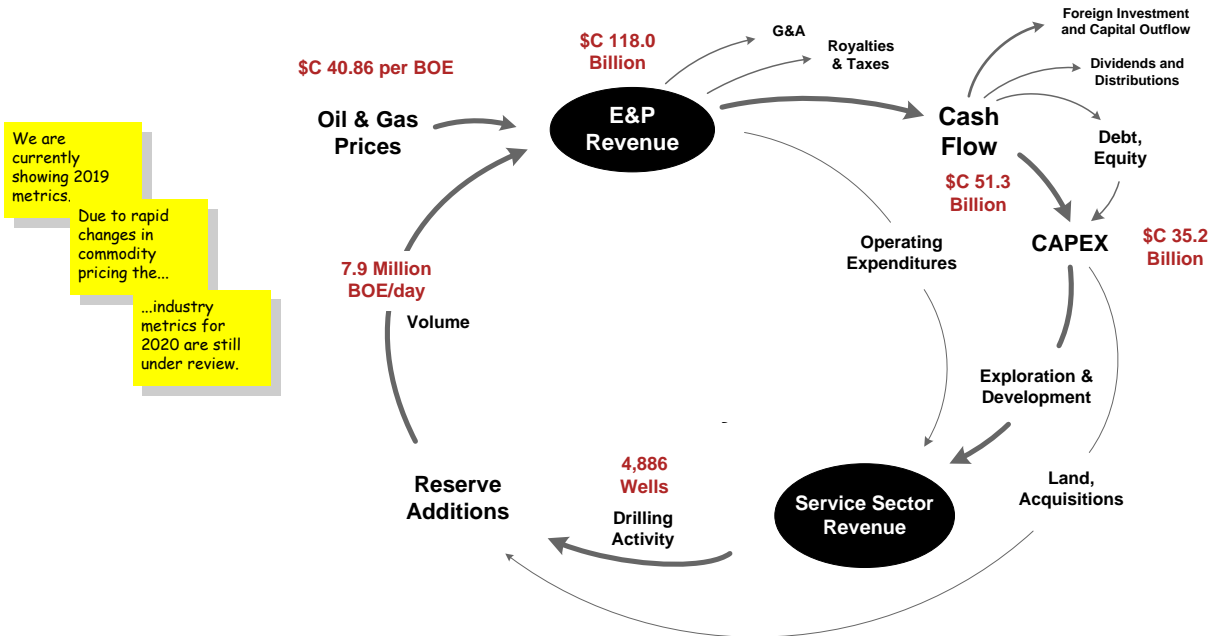 We are
currently
showing 2019
metrics.
Due to rapid
changes in
commodity
pricing the...
...industry
metrics for
2020 are still
under review.
$C 40.86 per BOE
Oil & Gas
Prices
$C 118.0
Billion
E&P
Revenue
G&A
Royalties
& Taxes
Foreign Investment
and Capital Outflow
Dividends and
Distributions
Cash
Flow
Debt,
Equity
$C 51.3
Billion
CAPEX
$C 35.2
Billion
Operating
Expenditures
7.9 Million
BOE/day
Volume
Exploration &
Development
Reserve
Additions
4,886
Wells
Drilling
Activity
Service Sector
Revenue
Land,
Acquisitions